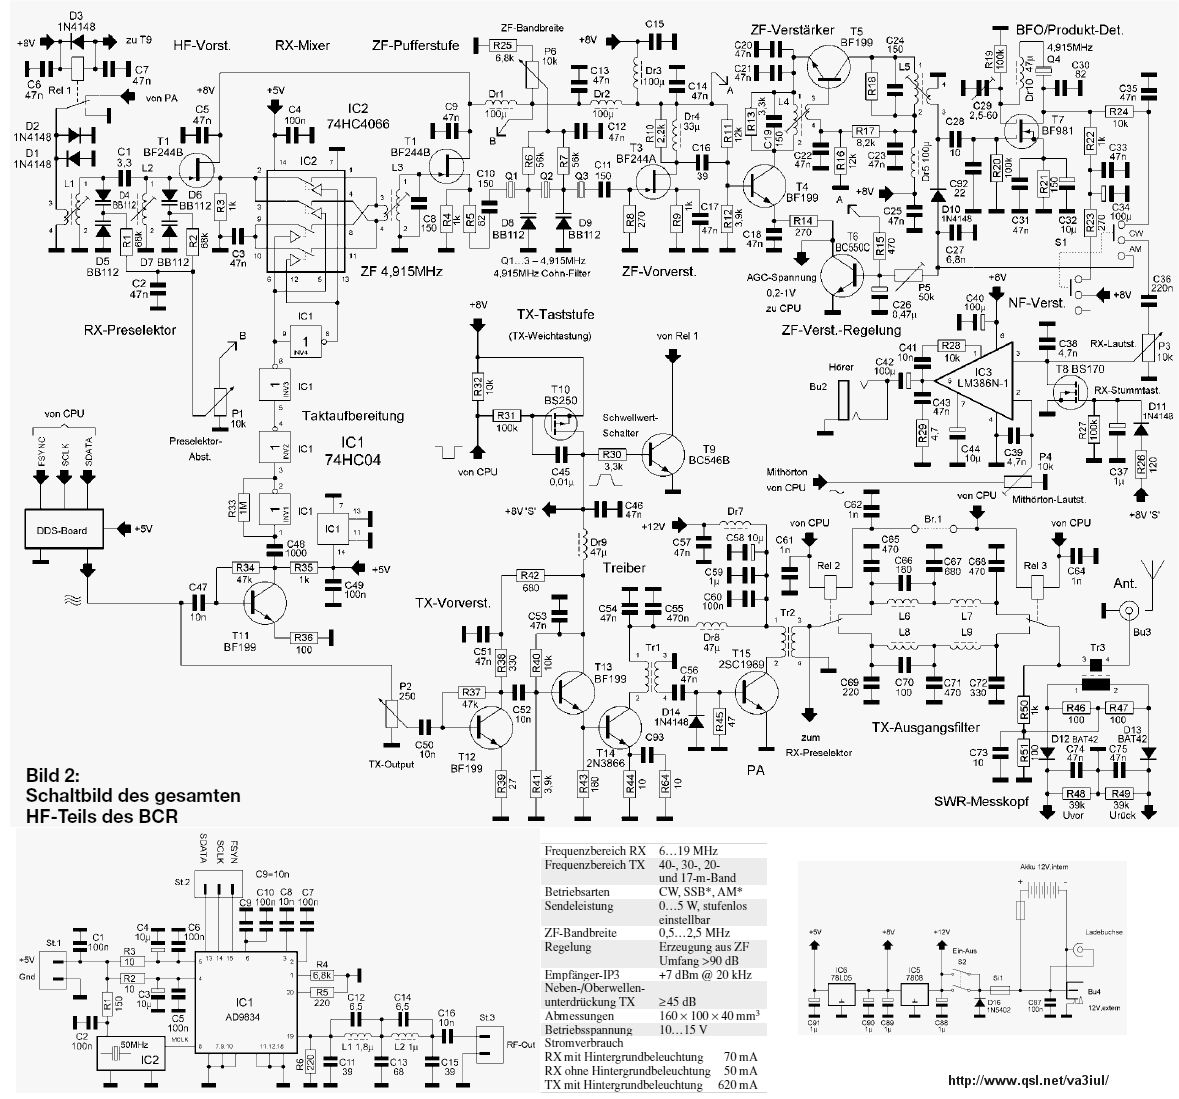 D3
1N4148
+8V
zu T9
HF-Vorst.
RX-Mixer
ZF-Pufferstufe
ZF-Bandbreite
R25
6,8k
P6
10k
+8V
C15
47n
ZF-Verstärker
T5
BF199
C24
150
BFO/Produkt-Det.
4,915MHz
Q4
C6
47n
Rel 1
C7
47n
von PA
C5
47n
+8V
+5V
C4
100n
IC2
74HC4066
Dr1
100µ
Dr2
100µ
C13
47n
Dr3
100µ
C14
47n
C20
47n
C21
47n
R18
L5
R19
100k
Dr10
47µ
C30
82
C35
47n
D2
1N4148
D1
1N4148
C1
3,3
T1
BF244B
IC2
T1
BF244B
C9
47n
B
R6
56k
R7
56k
C12
47n
R10
2,2k
Dr4
33µ
A
R11
12k
R13
3,3k
C19
150
L4
C29
2,5-60
T7
BF981
R24
10k
L1
D4
BB112
L2
D6
BB112
R3
1k
L3
C10
150
Q1
Q2
Q3
C11
150
T2
BF244A
C16
39
C22
47n
R16
12k
R17
8,2k
C23
47n
Dr5 100µ
C28
10
R20
100k
R21
150
R22
1k
C33
47n
C34
100µ
R1
68k
R2
68k
D5
BB112
D7
BB112
C3
47n
C8
150
R4
1k
R5
82
D8
BB112
D9
BB112
R8
270
R9
1k
C17
47n
R12
3,9k
T4
BF199
R14
270
C18
47n
+8V
C25
47n
D10
1N4148
C92
22
C31
47n
C32
10µ
R23
270
CW
AM
S1
C2
47n
RX-Preselektor
ZF 4,915MHz
Q1...3 – 4,915MHz
4,915MHz Cohn-Filter
ZF-Vorverst.
AGC-Spannung
0,2-1V
zu CPU
T6
BC550C
A
R15
470
C26
0,47µ
P5
50k
C27
6,8n
C36
220n
+8V
B
P1
10k
Preselektor-
Abst.
IC1
INV4
IC1
INV3
Taktaufbereitung
IC1
74HC04
IC1
INV2
INV1
IC1
+8V
TX-Taststufe
(TX-Weichtastung)
von Rel 1
R32
10k
R31
100k
T10
BS250
Schwellwert-
Schalter
T9
BC546B
C45
0,01µ
R30
3,3k
von CPU
ZF-Verst.-Regelung
+8V
C40
100µ
NF-Verst.
Hörer
Bu2
C42
100µ
C41
10n
R28
10k
IC3
LM386N-1
C38
4,7n
RX-Lautst.
P3
10k
C43
47n
R29
4,7
C44
10µ
C39
4,7n
T8 BS170
RX-Stummtast.
R27
100k
C37
1µ
D11
1N4148
R26
120
+8V 'S'
Mithörton
von CPU
P4
10k
Mithörton-Lautst.
von CPU
FSYNC
SCLK
SDATA
DDS-Board
+5V
R33
1M
C48
1000
R34
47k
R35
1k
+5V
C49
100n
C47
10n
T11
BF199
R36
100
+8V 'S'
C46
47n
Dr9
47µ
Treiber
+12V
C57
47n
Dr7
C58 10µ
C59
1µ
C60
100n
C61
1n
von CPU
Rel 2
C62
1n
von CPU
Br.1
C65
470
C66
180
C67
680
C68
470
Rel 3
von CPU
C64
1n
Ant.
Bu3
TX-Vorverst.
R42
680
C53
47n
C51
47n
R38
330
R40
10k
C54
47n
C55
470n
Dr8
47µ
Tr2
L6
L7
L8
L9
Tr3
P2
250
TX-Output
C50
10n
R37
47k
C52
10n
T12
BF199
T13
BF199
Tr1
C56
47n
T15
2SC1969
D14
1N4148
R45
47
zum
RX-Preselektor
PA
C69
220
C70
100
C71
470
C72
330
TX-Ausgangsfilter
R39
27
R41
3,9k
R43
180
T14
2N3866
C93
R44
10
R64
10
R50
1k
R46
100
R47
100
R51
100
C73
10
D12 BAT42
D13
BAT42
C74
47n
C75
47n
R48
39k
R49
39k
Uvor
Urück
SWR-Messkopf
Bild 2:
Schaltbild des gesamten
HF-Teils des BCR
SDATA
SCLK
FSYN
St.2
C9=10n
C9
C10
100n
C8
10n
C7
100n
St.1
+5V
Gnd
C1
100n
C4
10µ
C6
100n
R3
10
R2
10
R1
150
C3
10µ
C5
100n
MCLK
C2
100n
50MHz
IC2
IC1
AD9834
R4
6,8k
R5
220
C12
6,5
C14
6,5
C16
10n
St.3
RF-Out
R6
220
L1 1,8µ
L2 1µ
C11
39
C13
68
C15
39
Frequenzbereich RX 6…19 MHz
Frequenzbereich TX 40-, 30-, 20-
und 17-m-Band
Betriebsarten CW, SSB*, AM*
Sendeleistung 0…5 W, stufenlos
einstellbar
ZF-Bandbreite 0,5…2,5 MHz
Regelung Erzeugung aus ZF
Umfang >90 dB
Empfänger-IP3 +7 dBm @ 20 kHz
Neben-/Oberwellen-
unterdrückung TX ≥45 dB
Abmessungen 160 × 100 × 40 mm³
Betriebsspannung 10…15 V
Stromverbrauch
RX mit Hintergrundbeleuchtung 70 mA
RX ohne Hintergrundbeleuchtung 50 mA
TX mit Hintergrundbeleuchtung 620 mA
Akku 12V,intern
+5V
+8V
+12V
Ein-Aus
S2
Si1
Ladebuchse
IC6
78L05
IC5
7808
C91
1µ
C90
1µ
C89
1µ
C88
1µ
D16
1N5402
C87
100n
Bu4
12V,extern
http://www.qsl.net/va3iul/